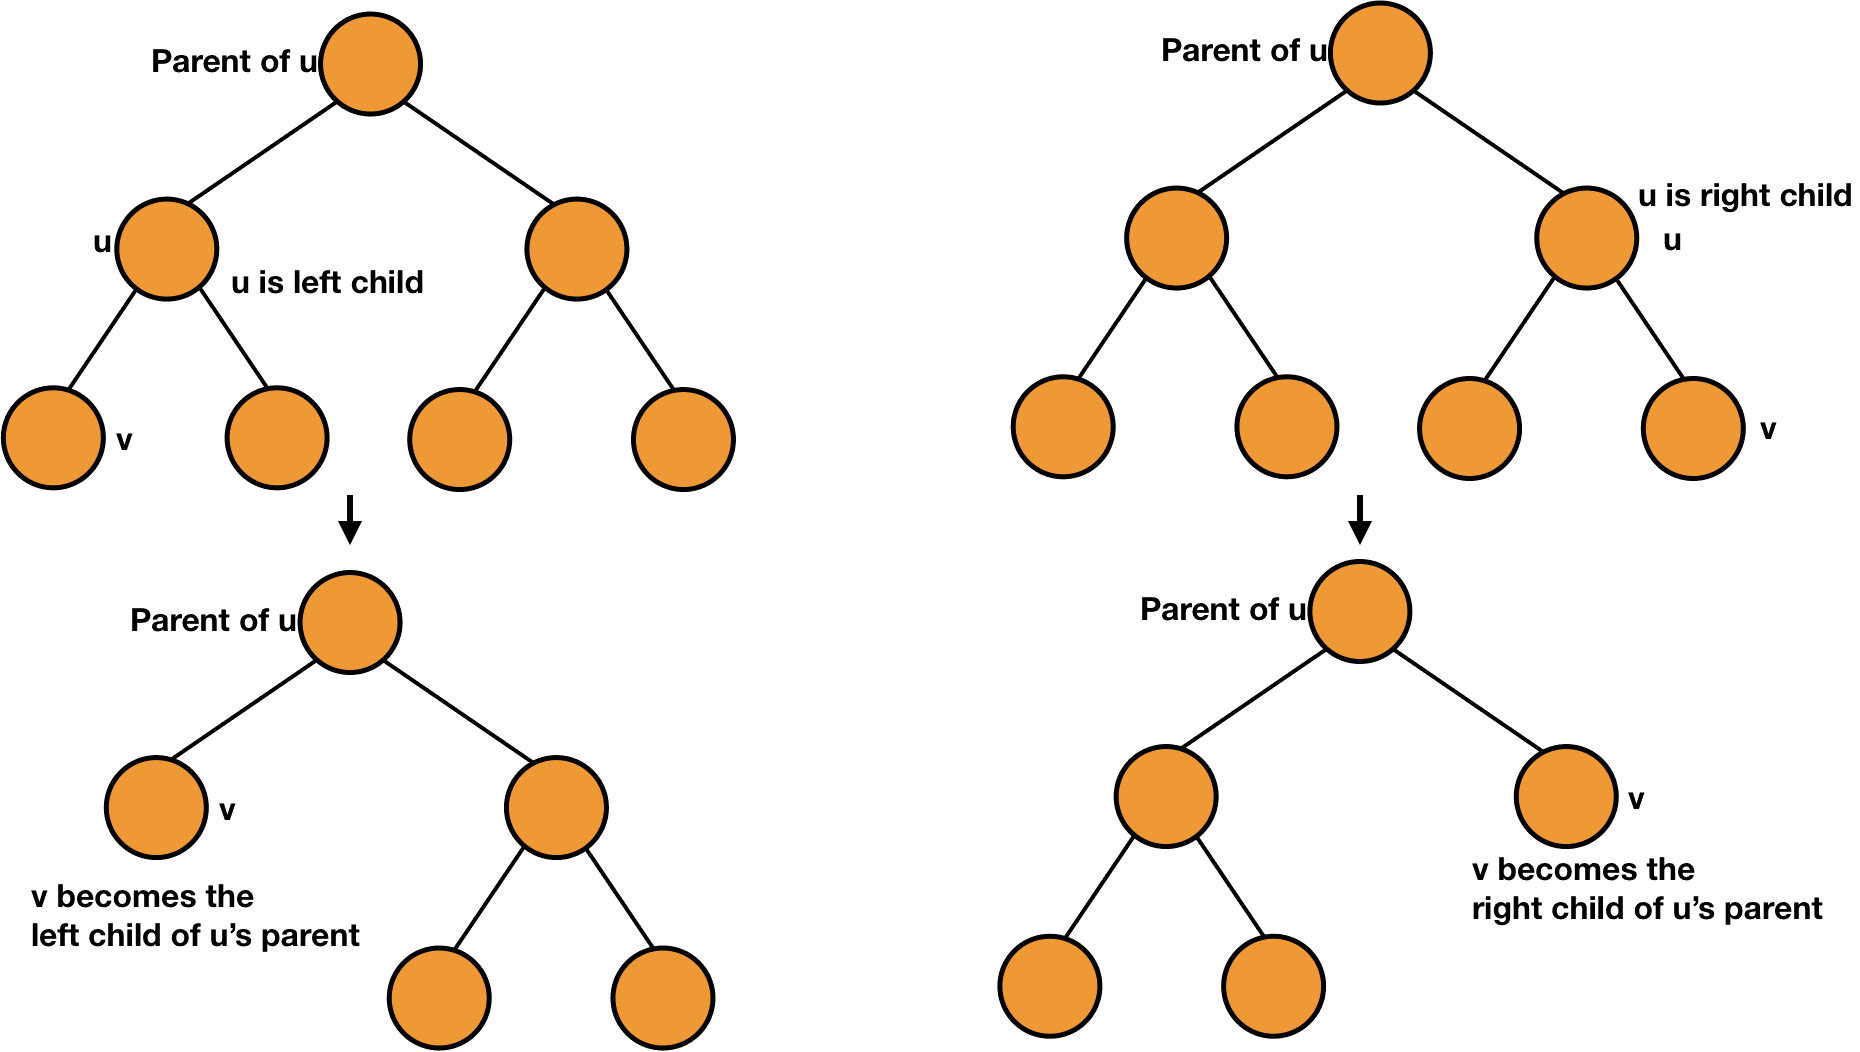 Parent of u
u
u is left child
v
Parent of u
v
v becomes the
left child of u’s parent
Parent of u
u is right child
u
v
Parent of u
v
v becomes the
right child of u’s parent